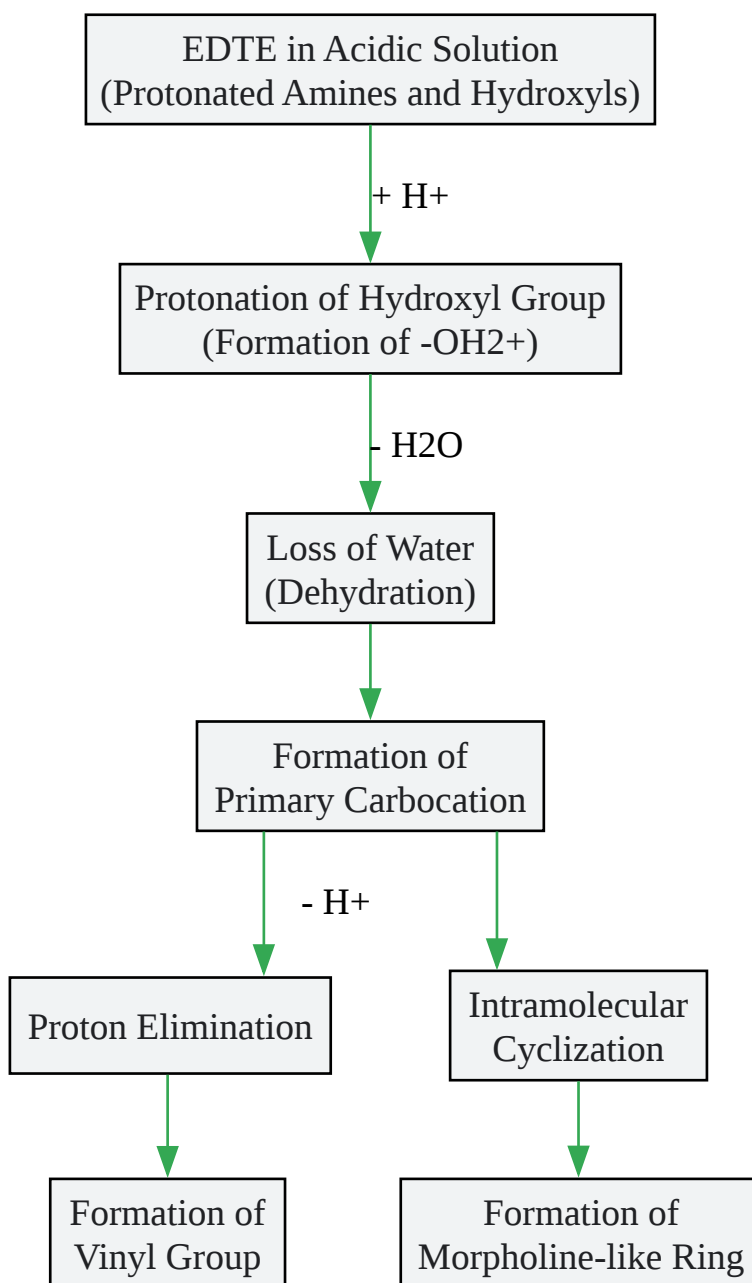 EDTE in Acidic Solution
(Protonated Amines and Hydroxyls)
+ H+
Protonation of Hydroxyl Group
(Formation of -OH2+)
- H2O
Loss of Water
(Dehydration)
Formation of
Primary Carbocation
- H+
Proton Elimination
Intramolecular
Cyclization
Formation of
Vinyl Group
Formation of
Morpholine-like Ring